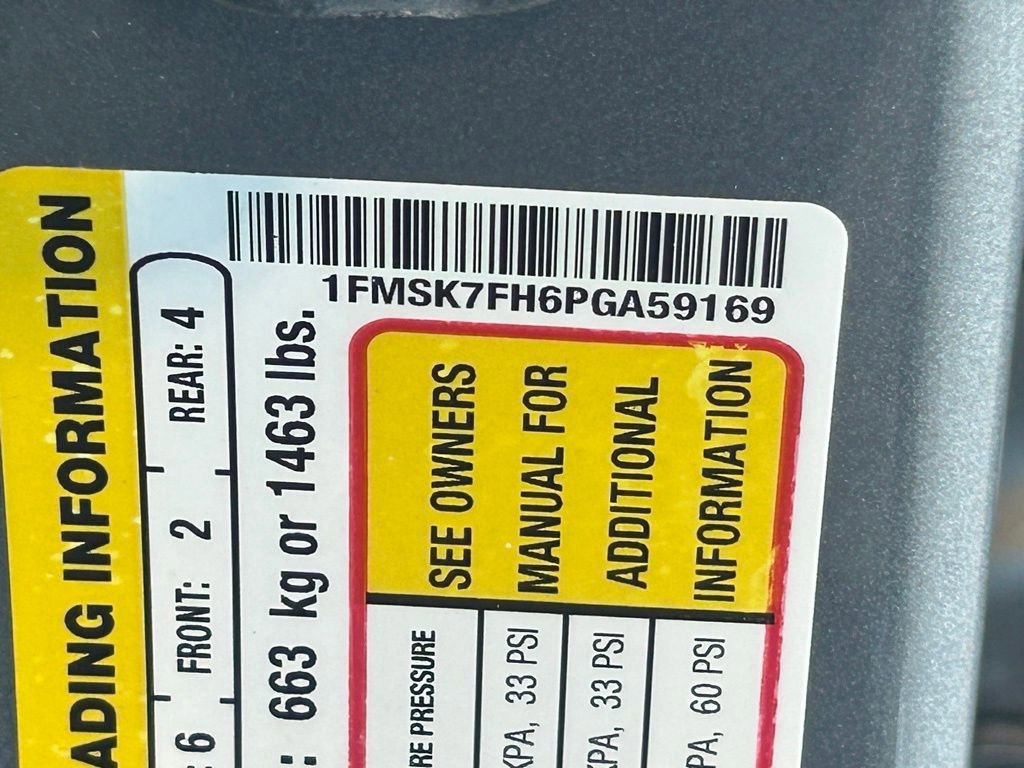 1FMSK7FH6PGA59169
ADING INFORMATION
: 6 FRONT: 2 REAR: 4
: 663 kg or 1463 lbs.
RE PRESSURE
KPA, 33 PSI
KPA, 33 PSI
PA, 60 PSI
SEE OWNERS
MANUAL FOR
ADDITIONAL
INFORMATION